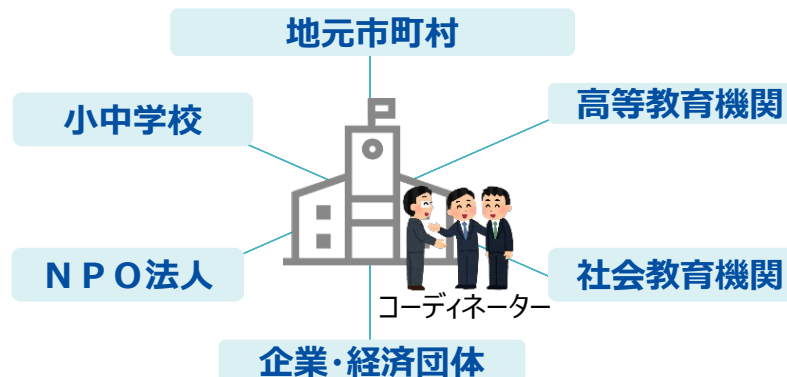 地元市町村
高等教育機関
小中学校
ＮＰＯ法人
社会教育機関
コーディネーター
企業・経済団体